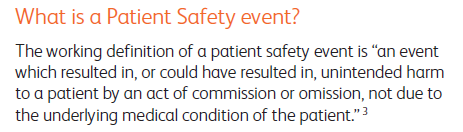 What is a Patient Safety event?
The working definition of a patient safety event is “an event
which resulted in, or could have resulted in, unintended harm
to a patient by an act of commission or omission, not due to
the underlying medical condition of the patient.” 3